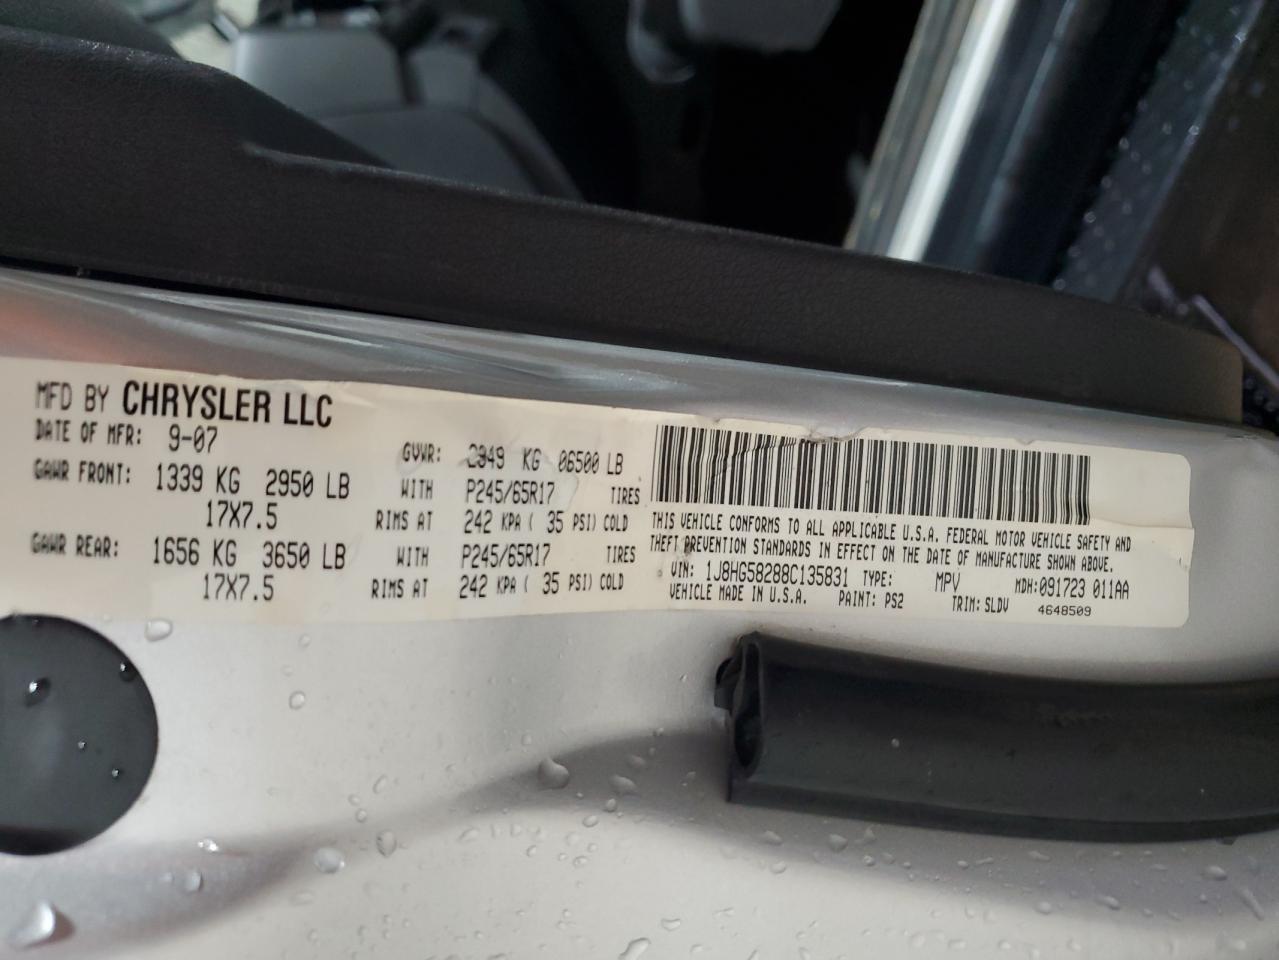 MFD BY CHRYSLER LLC
DATE OF MFR: 9-07
GAWR FRONT: 1339 KG 2950 LB
17X7.5
GAWR REAR: 1656 KG 3650 LB
17X7.5
GVWR: 2949 KG 06500 LB
WITH P245/65R17 TIRES
RIMS AT 242 KPA ( 35 PSI) COLD
WITH P245/65R17 TIRES
RIMS AT 242 KPA ( 35 PSI) COLD
THIS VEHICLE CONFORMS TO ALL APPLICABLE U.S.A. FEDERAL MOTOR VEHICLE SAFETY AND
THEFT PREVENTION STANDARDS IN EFFECT ON THE DATE OF MANUFACTURE SHOWN ABOVE.
VIN: 1J8HG58288C135831 TYPE: MPV MDH:091723 011AA
VEHICLE MADE IN U.S.A. PAINT: PS2 TRIM: SLDV 4648509